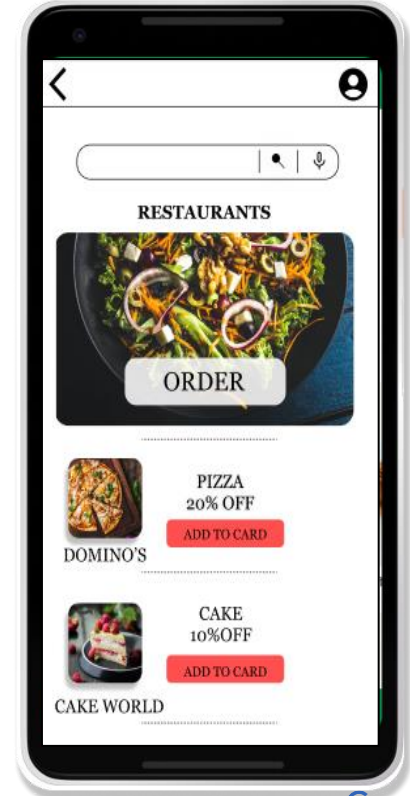 RESTAURANTS
ORDER
PIZZA
20% OFF
ADD TO CARD
DOMINO'S
CAKE
10%OFF
ADD TO CARD
CAKE WORLD